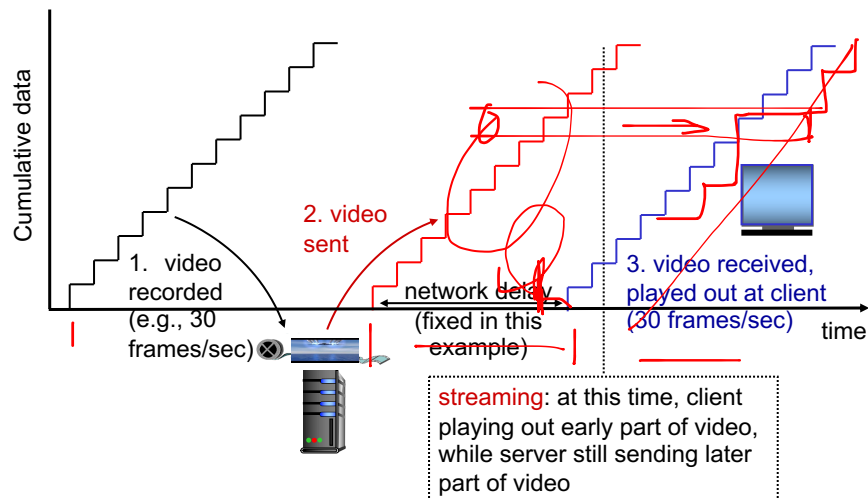 Cumulative data
1. video
recorded
(e.g., 30
frames/sec)
2. video
sent
network delay
(fixed in this
example)
3. video received,
played out at client
(30 frames/sec)
time
streaming: at this time, client
playing out early part of video,
while server still sending later
part of video